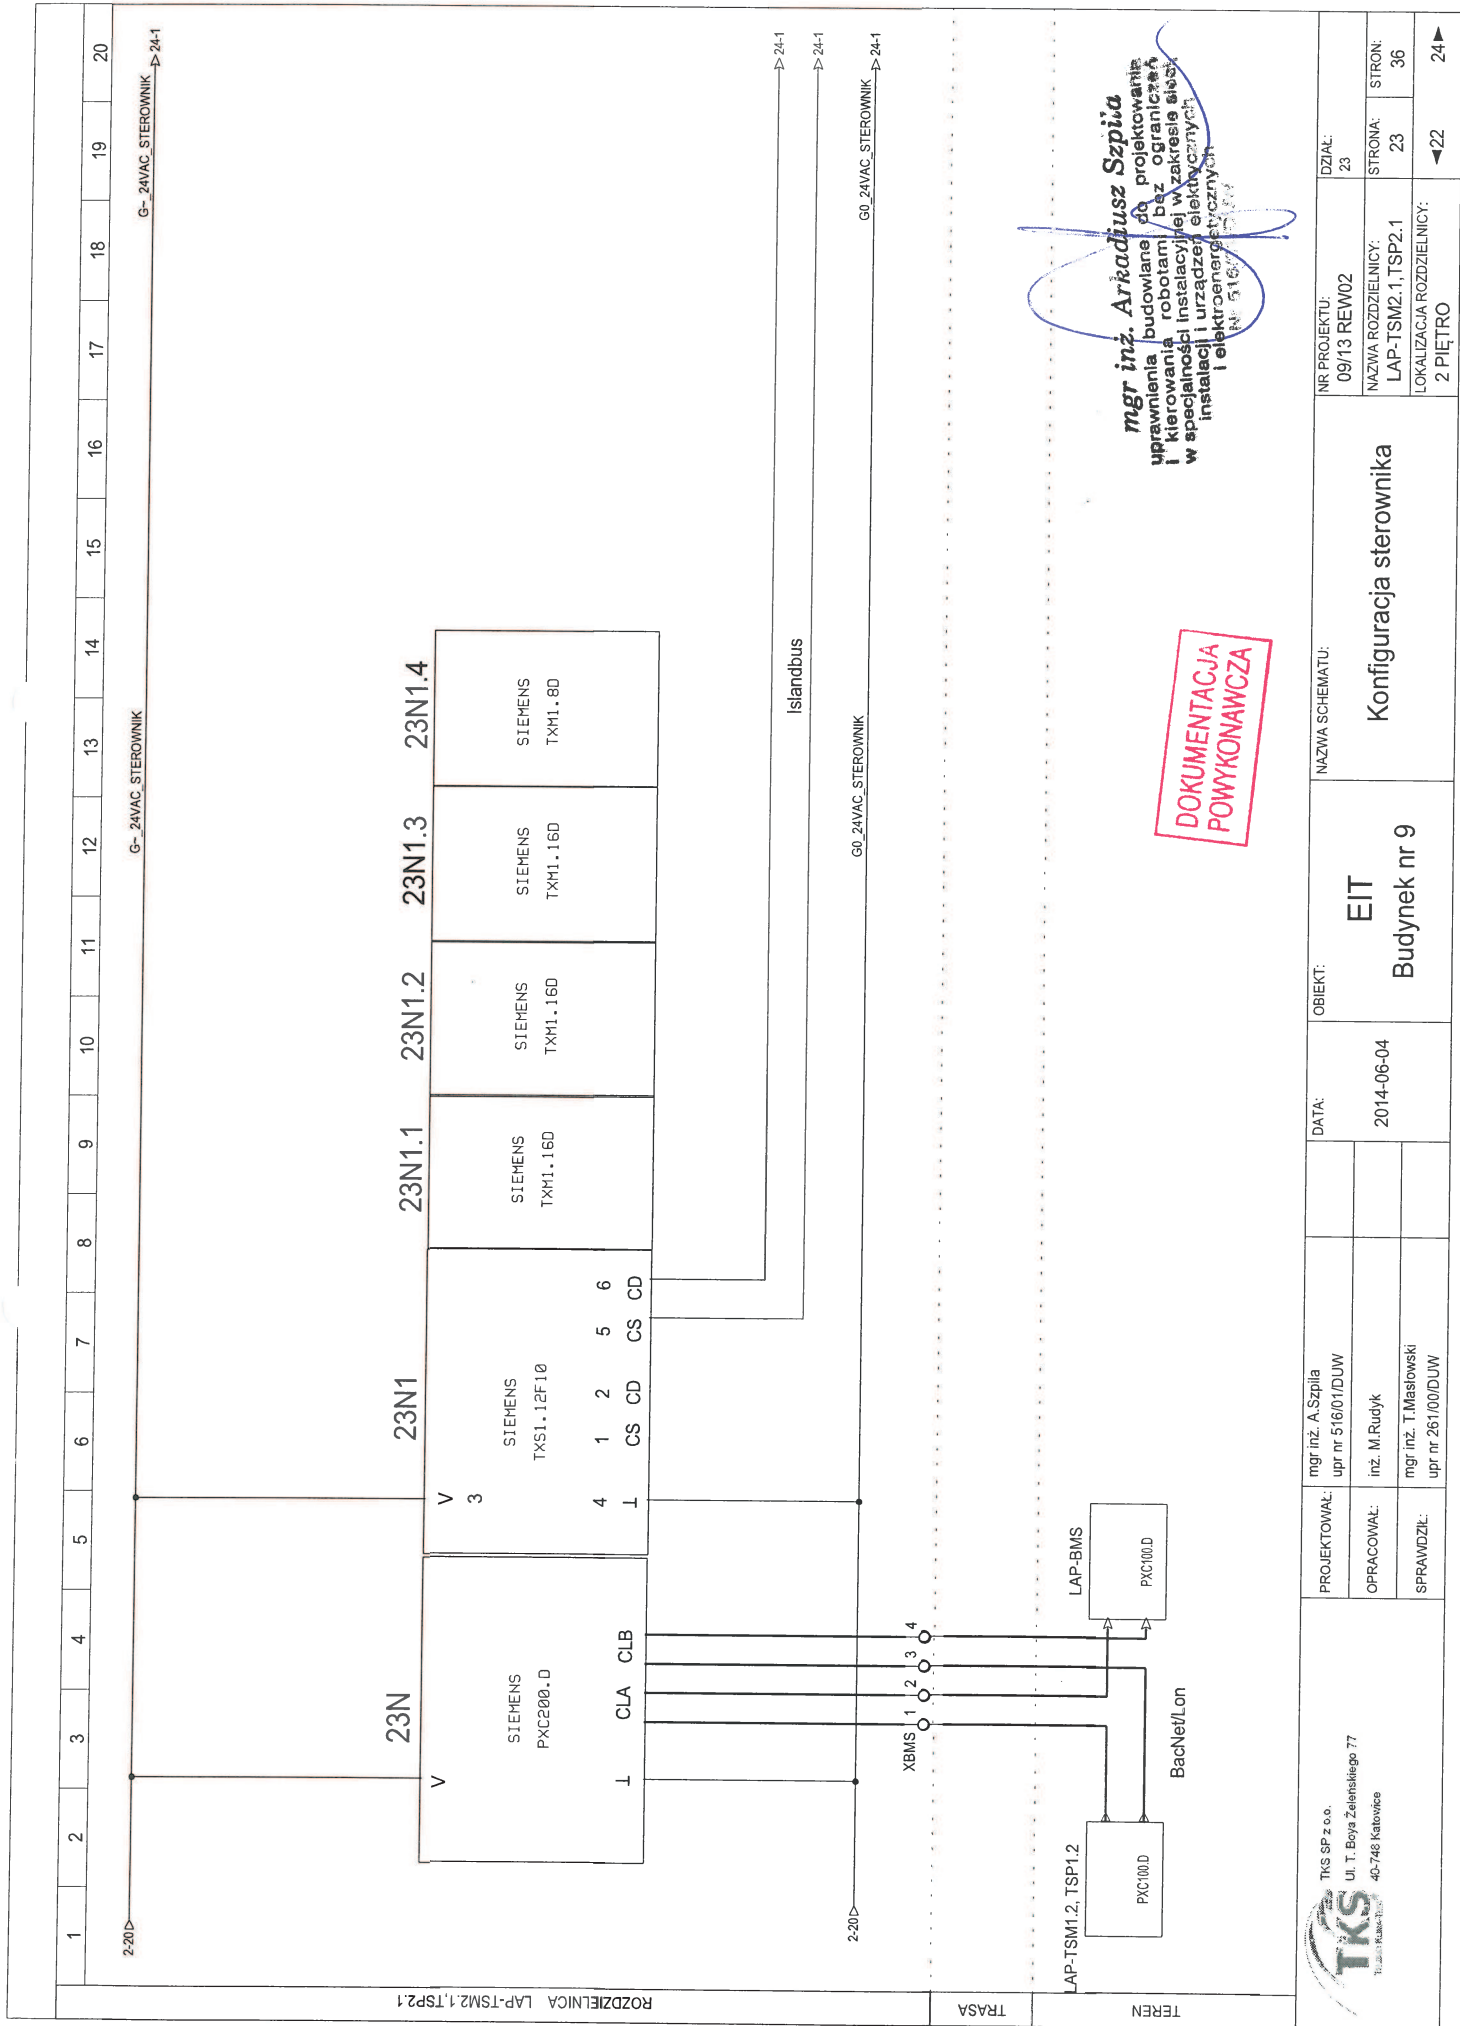 1 2 3 4 5 6 7 8 9 10 11 12 13 14 15 16 17 18 19 20
2-20
G~_24VAC_STEROWNIK
G~_24VAC_STEROWNIK
24-1
23N
23N1
23N1.1
23N1.2
23N1.3
23N1.4
V
SIEMENS
PXC200.D
⊥ CLA CLB
V
3
SIEMENS
TXS1.12F10
4 1 2 5 6
⊥ CS CD CS CD
SIEMENS
TXM1.16D
SIEMENS
TXM1.16D
SIEMENS
TXM1.16D
SIEMENS
TXM1.8D
Islandbus
24-1
24-1
2-20
G0_24VAC_STEROWNIK
G0_24VAC_STEROWNIK
24-1
XBMS 1 2 3 4
LAP-TSM1.2, TSP1.2
PXC100.D
LAP-BMS
PXC100.D
BacNet/Lon
ROZDZIELNICA LAP-TSM2.1,TSP2.1
TRASA
TEREN
DOKUMENTACJA
POWYKONAWCZA
mgr inż. Arkadiusz Szpila
uprawnienia budowlane do projektowania
i kierowania robotami bez ograniczeń
w specjalności instalacyjnej w zakresie sieci,
instalacji i urządzeń elektrycznych
i elektroenergetycznych
TKS
TKS SP z o.o.
Ul. T. Boya Żeleńskiego 77
40-748 Katowice
PROJEKTOWAŁ:
mgr inż. A.Szpila
upr nr 516/01/DUW
OPRACOWAŁ:
inż. M.Rudyk
SPRAWDZIŁ:
mgr inż. T.Masłowski
upr nr 261/00/DUW
DATA:
2014-06-04
OBIEKT:
EIT
Budynek nr 9
NAZWA SCHEMATU:
Konfiguracja sterownika
NR PROJEKTU:
09/13 REW02
NAZWA ROZDZIELNICY:
LAP-TSM2.1,TSP2.1
LOKALIZACJA ROZDZIELNICY:
2 PIĘTRO
DZIAŁ:
23
STRONA:
23
STRON:
36
◄22
24►